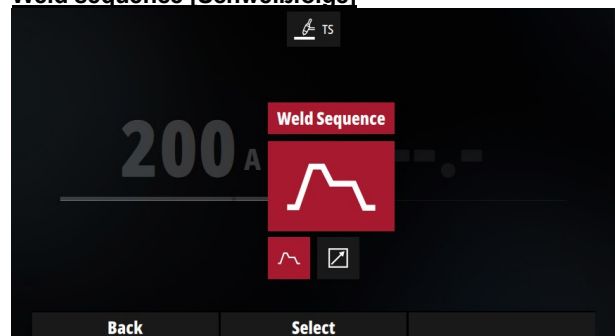 Weld sequence [Schweißfolge]
TS
Weld Sequence
200 A --.-
Back Select